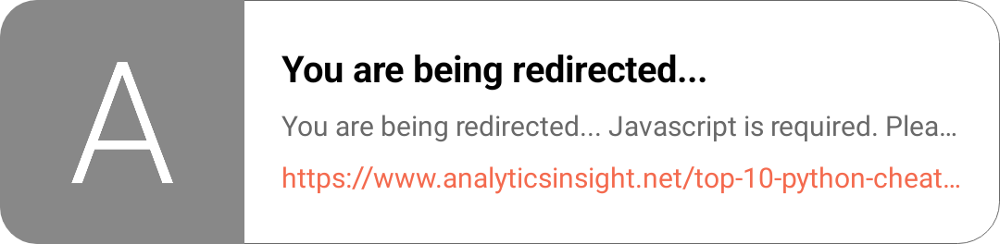 A
You are being redirected...
You are being redirected... Javascript is required. Plea...
https://www.analyticsinsight.net/top-10-python-cheat...